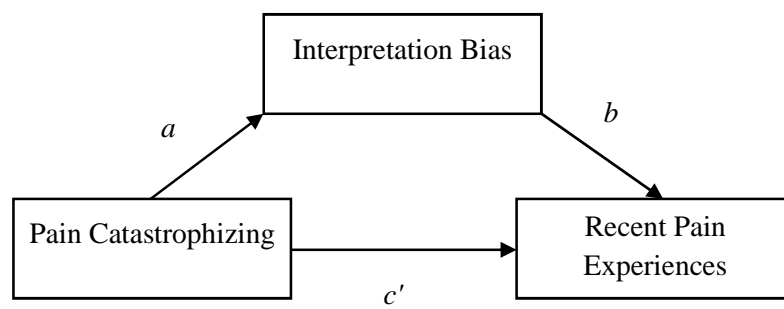 Interpretation Bias
a
b
Pain Catastrophizing
Recent Pain
Experiences
c'